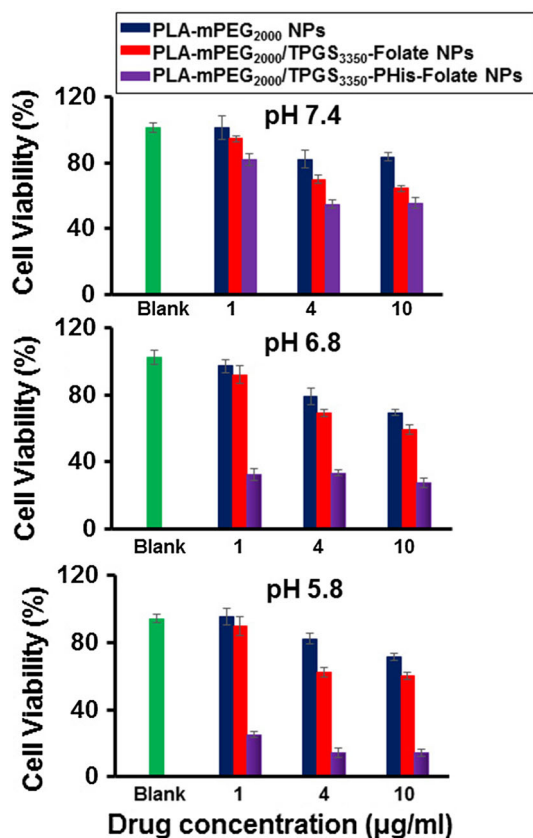 PLA-mPEG2000 NPs
PLA-mPEG2000/TPGS3350-Folate NPs
PLA-mPEG2000/TPGS3350-PHis-Folate NPs
pH 7.4
Cell Viability (%)
120
80
40
0
Blank 1 4 10
pH 6.8
Cell Viability (%)
120
80
40
0
Blank 1 4 10
pH 5.8
Cell Viability (%)
120
80
40
0
Blank 1 4 10
Drug concentration (µg/ml)